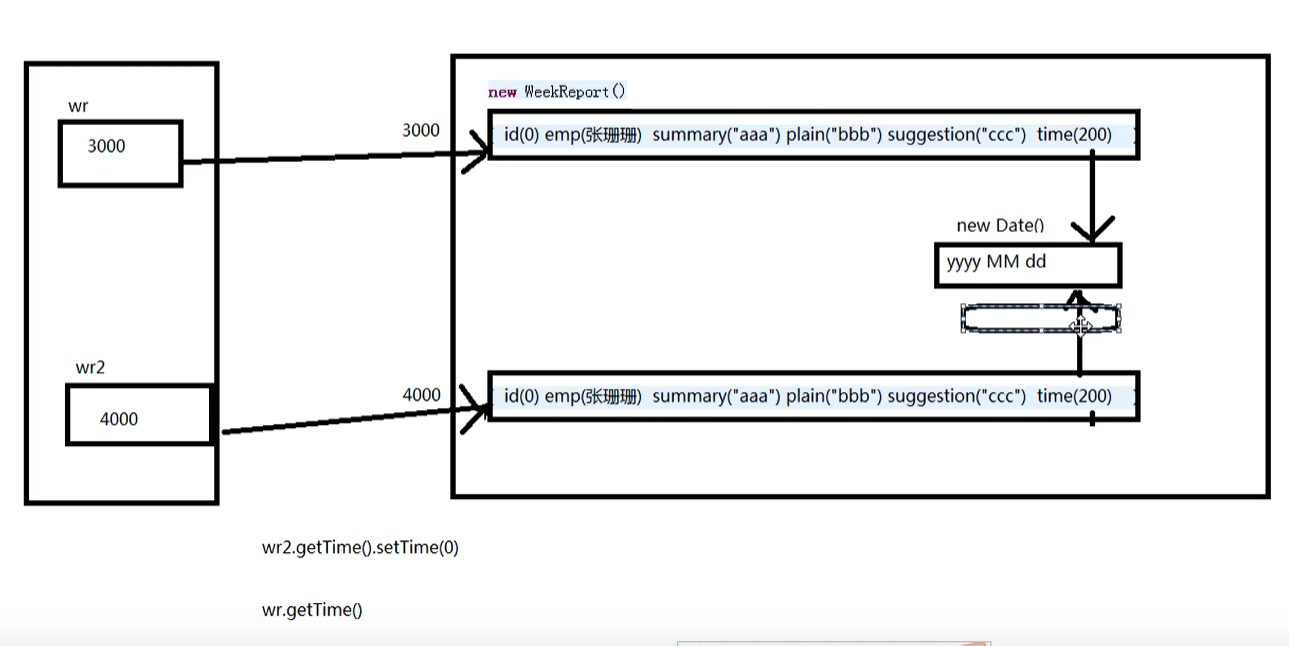 new WeekReport()
wr
3000
3000
id(0) emp(张珊珊) summary("aaa") plain("bbb") suggestion("ccc") time(200)
new Date()
yyyy MM dd
wr2
4000
4000
id(0) emp(张珊珊) summary("aaa") plain("bbb") suggestion("ccc") time(200)
wr2.getTime().setTime(0)
wr.getTime()